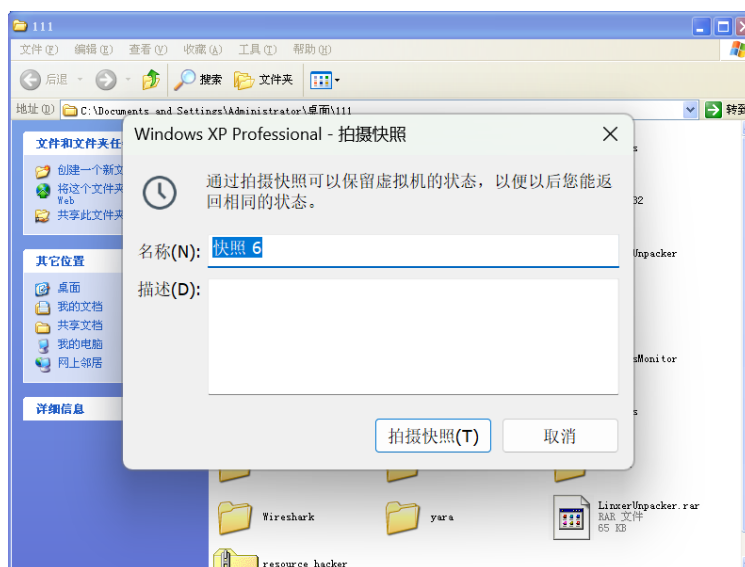 111
文件(F) 编辑(E) 查看(V) 收藏(A) 工具(T) 帮助(H)
后退 搜索 文件夹
地址(D) C:\Documents and Settings\Administrator\桌面\111 转到
文件和文件夹任
创建一个新文
将这个文件夹
Web
共享此文件夹
其它位置
桌面
我的文档
共享文档
我的电脑
网上邻居
详细信息
Windows XP Professional - 拍摄快照
通过拍摄快照可以保留虚拟机的状态，以便以后您能返
回相同的状态。
名称(N): 快照 6
描述(D):
拍摄快照(T) 取消
s
32
Unpacker
sMonitor
s
Wireshark yara LinxerUnpacker.rar
RAR 文件
65 KB
resource hacker